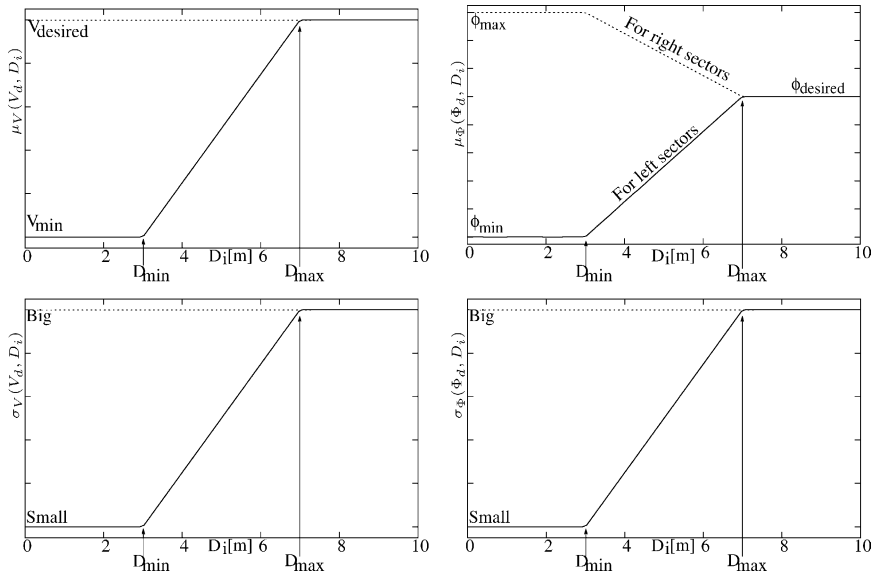 V_desired
μ_V(V_d, D_i)
V_min
0 2 4 D_i[m] 6 8 10
D_min D_max
ϕ_max
For right sectors
ϕ_desired
μ_Φ(Φ_d, D_i)
For left sectors
ϕ_min
0 2 4 D_i[m] 6 8 10
D_min D_max
Big
σ_V(V_d, D_i)
Small
0 2 4 D_i[m] 6 8 10
D_min D_max
Big
σ_Φ(Φ_d, D_i)
Small
0 2 4 D_i[m] 6 8 10
D_min D_max